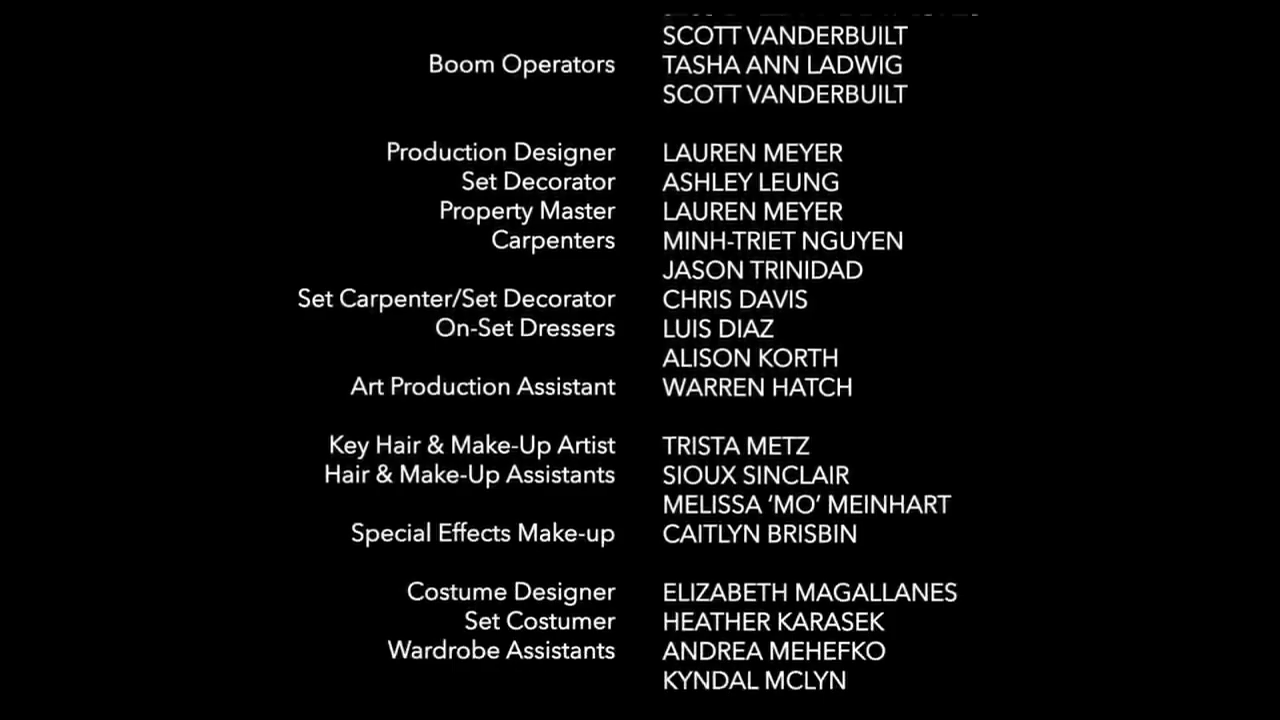 SCOTT VANDERBUILT
Boom Operators TASHA ANN LADWIG
SCOTT VANDERBUILT
Production Designer LAUREN MEYER
Set Decorator ASHLEY LEUNG
Property Master LAUREN MEYER
Carpenters MINH-TRIET NGUYEN
JASON TRINIDAD
Set Carpenter/Set Decorator CHRIS DAVIS
On-Set Dressers LUIS DIAZ
ALISON KORTH
Art Production Assistant WARREN HATCH
Key Hair & Make-Up Artist TRISTA METZ
Hair & Make-Up Assistants SIOUX SINCLAIR
MELISSA ‘MO’ MEINHART
Special Effects Make-up CAITLYN BRISBIN
Costume Designer ELIZABETH MAGALLANES
Set Costumer HEATHER KARASEK
Wardrobe Assistants ANDREA MEHEFKO
KYNDAL MCLYN